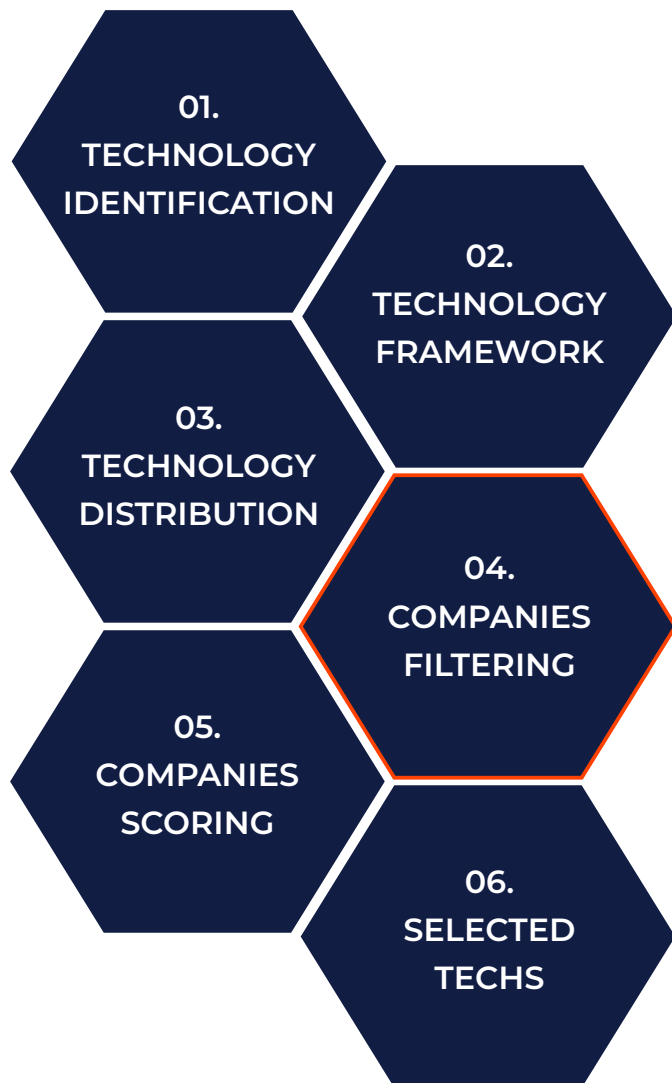 01.
TECHNOLOGY
IDENTIFICATION
02.
TECHNOLOGY
FRAMEWORK
03.
TECHNOLOGY
DISTRIBUTION
04.
COMPANIES
FILTERING
05.
COMPANIES
SCORING
06.
SELECTED
TECHS